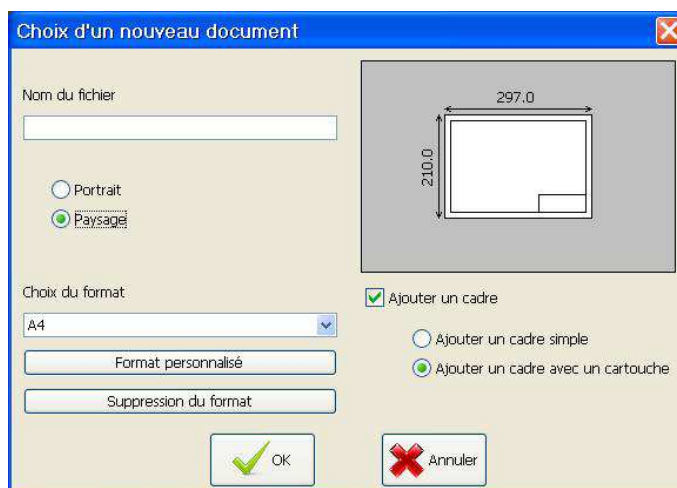 Choix d'un nouveau document
Nom du fichier
297.0
210.0
Portrait
Paysage
Choix du format
A4
Format personnalisé
Suppression du format
Ajouter un cadre
Ajouter un cadre simple
Ajouter un cadre avec un cartouche
OK
Annuler